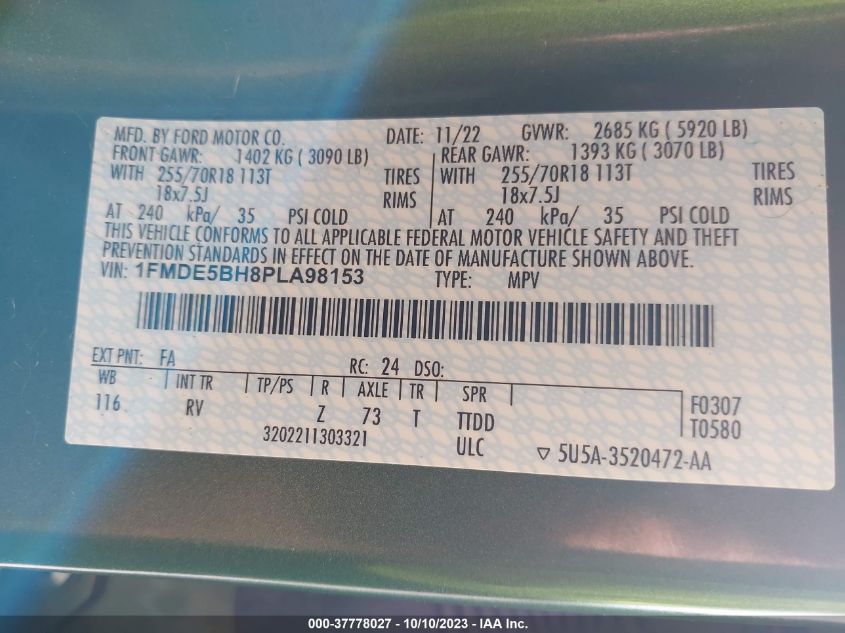 MFD. BY FORD MOTOR CO. DATE: 11/22 GVWR: 2685 KG ( 5920 LB)
FRONT GAWR: 1402 KG ( 3090 LB) REAR GAWR: 1393 KG ( 3070 LB)
WITH 255/70R18 113T TIRES WITH 255/70R18 113T TIRES
18x7.5J RIMS 18x7.5J RIMS
AT 240 kPa/ 35 PSI COLD AT 240 kPa/ 35 PSI COLD
THIS VEHICLE CONFORMS TO ALL APPLICABLE FEDERAL MOTOR VEHICLE SAFETY AND THEFT
PREVENTION STANDARDS IN EFFECT ON THE DATE OF MANUFACTURE SHOWN ABOVE.
VIN: 1FMDE5BH8PLA98153 TYPE: MPV
EXT PNT: FA RC: 24 DSO:
WB INT TR TP/PS R AXLE TR SPR
116 RV Z 73 T TTDD
F0307
T0580
3202211303321 ULC
5U5A-3520472-AA
000-37778027 - 10/10/2023 - IAA Inc.